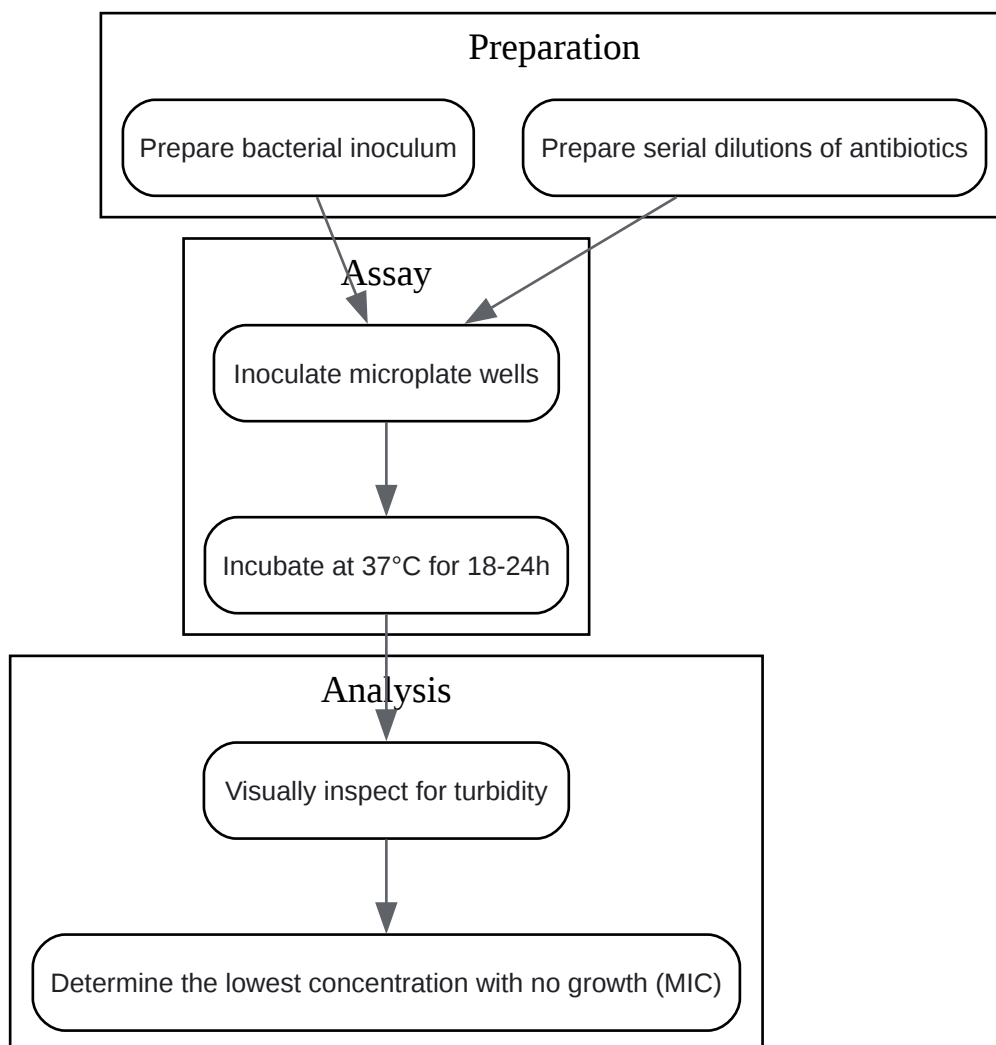 Preparation
Prepare bacterial inoculum
Prepare serial dilutions of antibiotics
Assay
Inoculate microplate wells
Incubate at 37°C for 18-24h
Analysis
Visually inspect for turbidity
Determine the lowest concentration with no growth (MIC)